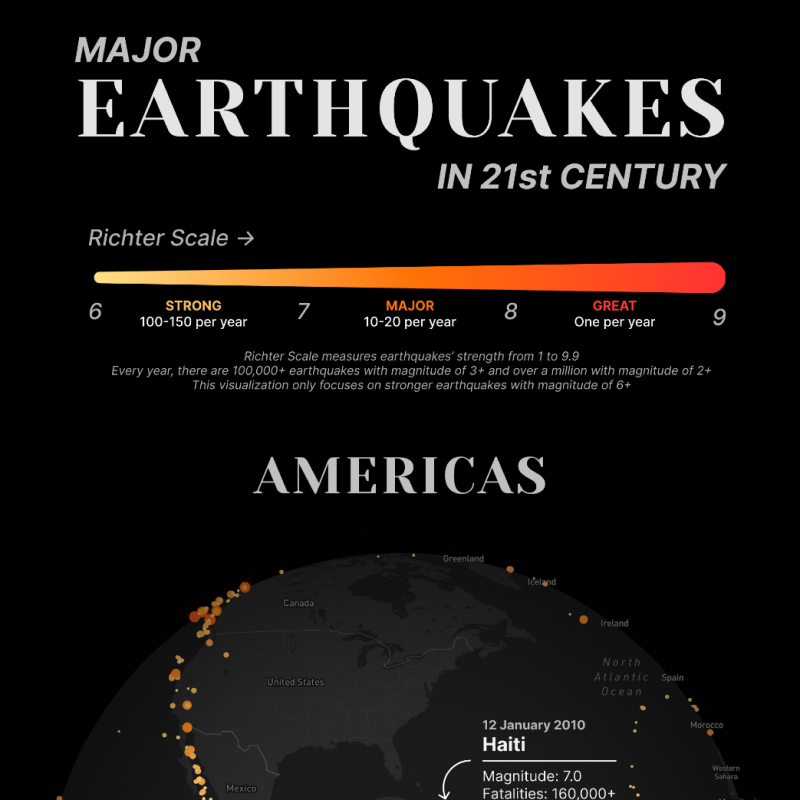 MAJOR
EARTHQUAKES
IN 21st CENTURY
Richter Scale →
6 7 8 9
STRONG MAJOR GREAT
100-150 per year 10-20 per year One per year
Richter Scale measures earthquakes' strength from 1 to 9.9
Every year, there are 100,000+ earthquakes with magnitude of 3+ and over a million with magnitude of 2+
This visualization only focuses on stronger earthquakes with magnitude of 6+
AMERICAS
Greenland
Iceland
Canada
Ireland
North
Atlantic
Ocean
Spain
United States
Morocco
12 January 2010
Haiti
Western
Sahara
Magnitude: 7.0
Mexico
Fatalities: 160,000+